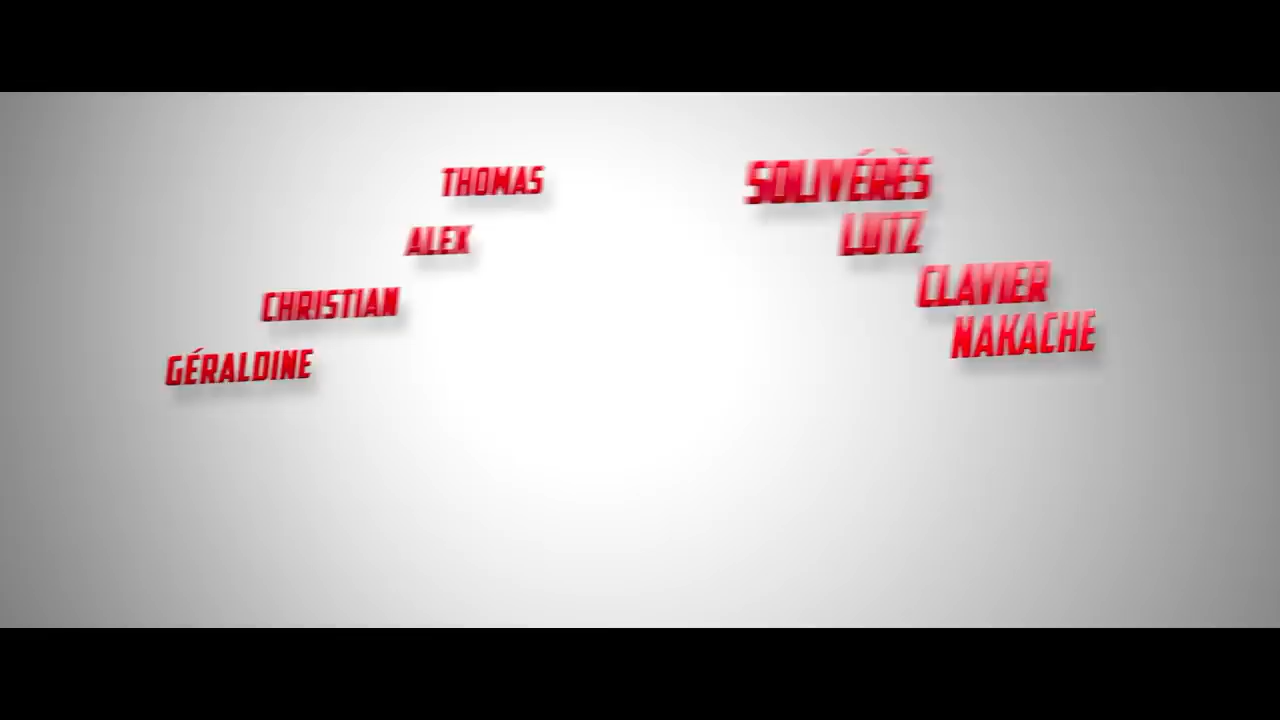 THOMAS SOLIVÉRÈS
ALEX LUTZ
CHRISTIAN CLAVIER
GÉRALDINE NAKACHE